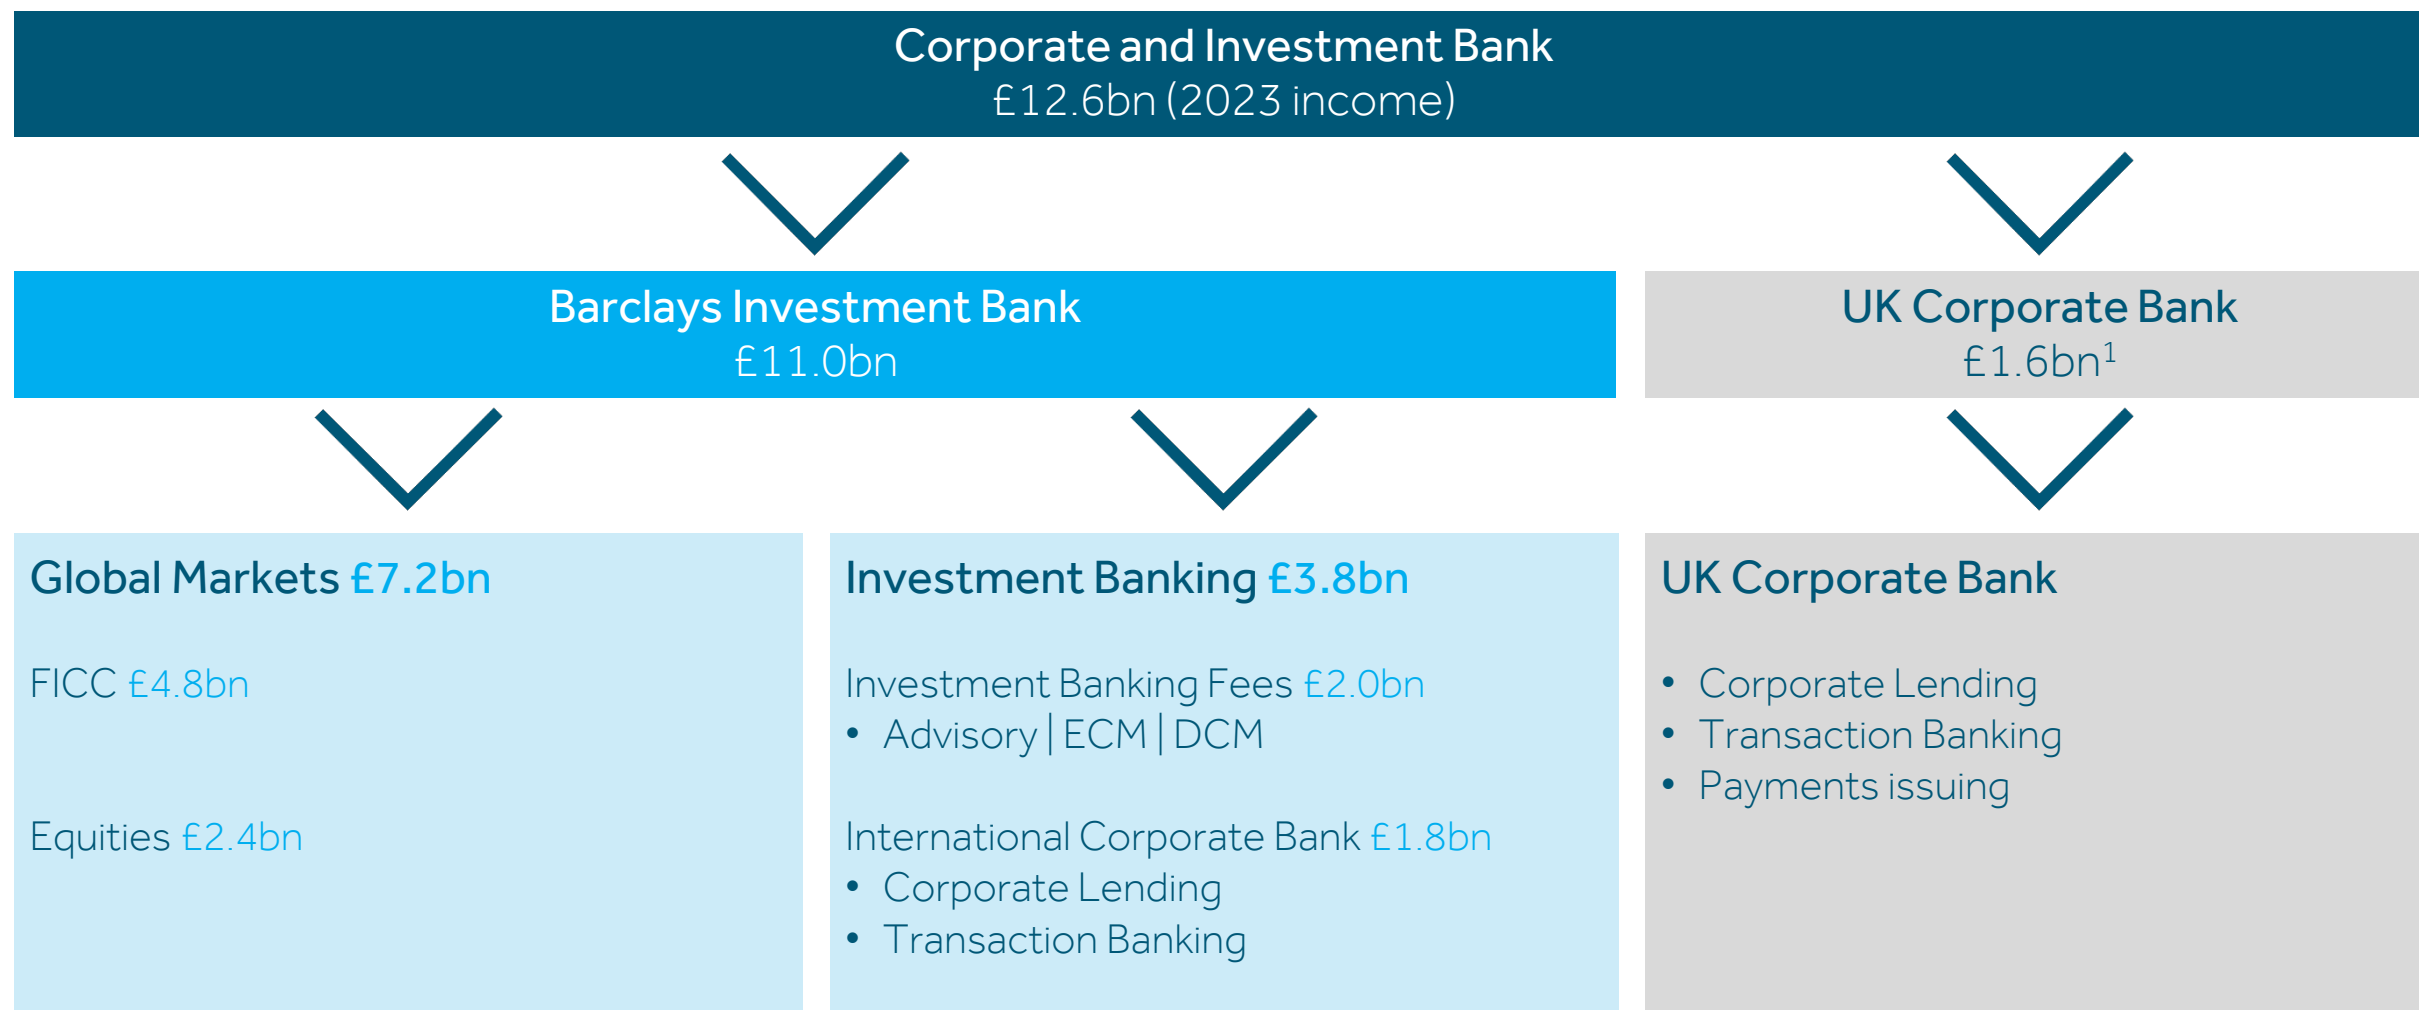 Corporate and Investment Bank
£12.6bn (2023 income)
Barclays Investment Bank
£11.0bn
UK Corporate Bank
£1.6bn¹
Global Markets £7.2bn
FICC £4.8bn
Equities £2.4bn
Investment Banking £3.8bn
Investment Banking Fees £2.0bn
• Advisory | ECM | DCM
International Corporate Bank £1.8bn
• Corporate Lending
• Transaction Banking
UK Corporate Bank
• Corporate Lending
• Transaction Banking
• Payments issuing